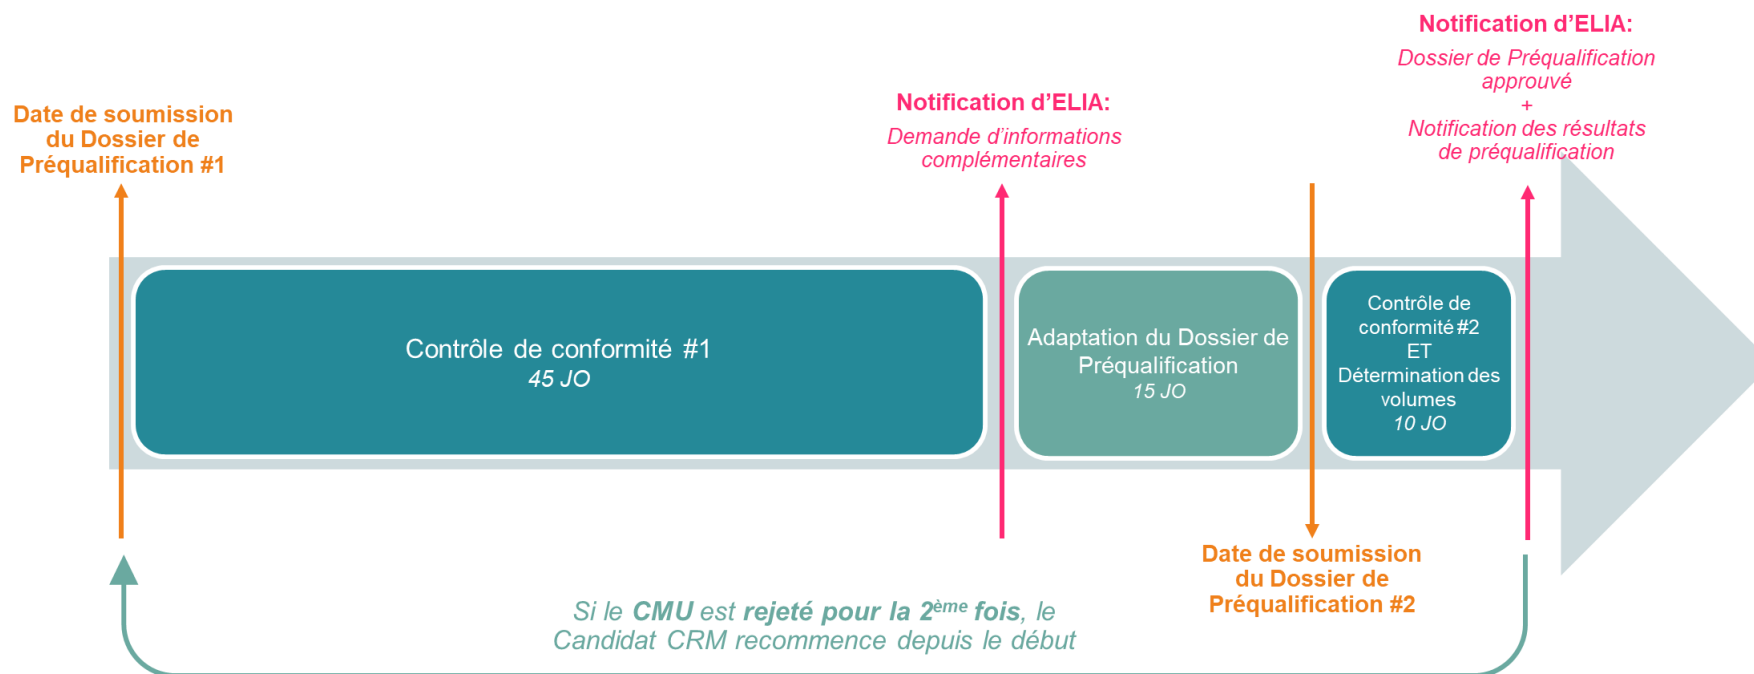 Date de soumission
du Dossier de
Préqualification #1
Notification d'ELIA:
Demande d'informations
complémentaires
Notification d'ELIA:
Dossier de Préqualification
approuvé
+
Notification des résultats
de préqualification
Contrôle de conformité #1
45 JO
Adaptation du Dossier de
Préqualification
15 JO
Contrôle de
conformité #2
ET
Détermination des
volumes
10 JO
Date de soumission
du Dossier de
Préqualification #2
Si le CMU est rejeté pour la 2ème fois, le
Candidat CRM recommence depuis le début